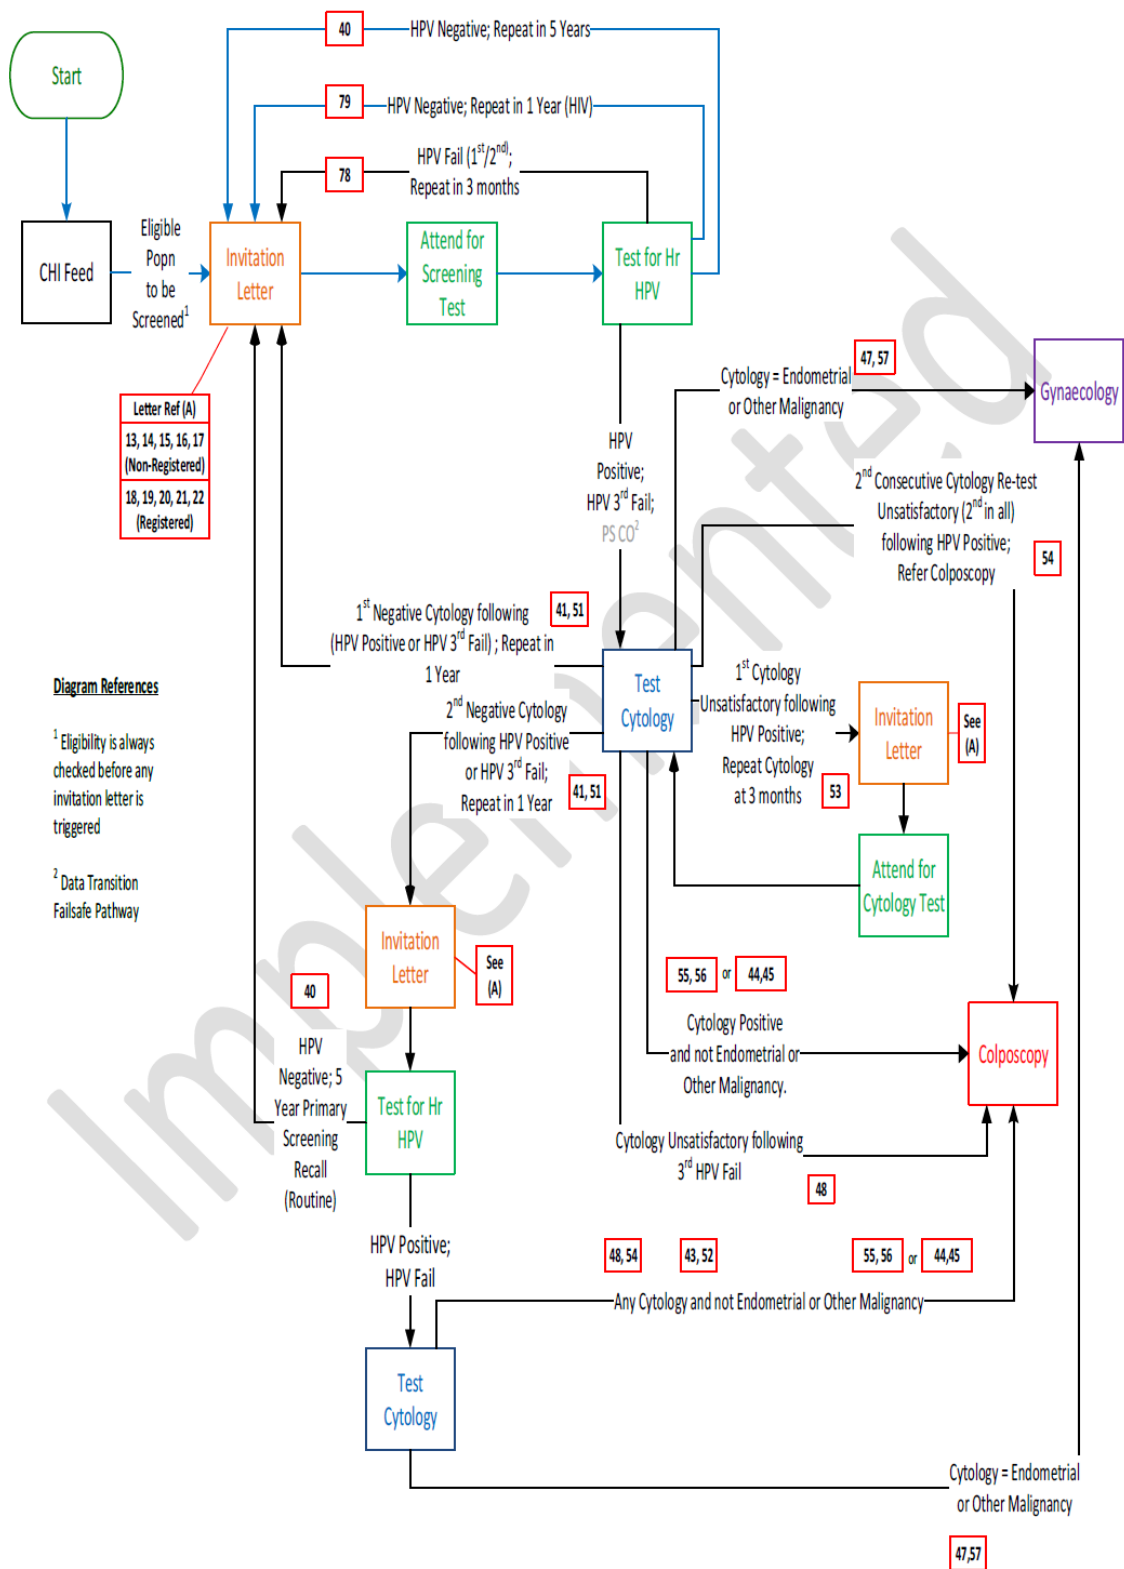 40
HPV Negative; Repeat in 5 Years
Start
79
HPV Negative; Repeat in 1 Year (HIV)
78
HPV Fail (1st/2nd);
Repeat in 3 months
CHI Feed
Eligible
Popn
to be
Screened1
Invitation
Letter
Attend for
Screening
Test
Test for Hr
HPV
Letter Ref (A)
13, 14, 15, 16, 17
(Non-Registered)
18, 19, 20, 21, 22
(Registered)
HPV
Positive;
HPV 3rd Fail;
PS CO2
47, 57
Cytology = Endometrial
or Other Malignancy
Gynaecology
2nd Consecutive Cytology Re-test
Unsatisfactory (2nd in all)
following HPV Positive;
Refer Colposcopy
54
41, 51
1st Negative Cytology following
(HPV Positive or HPV 3rd Fail) ; Repeat in
1 Year
Test
Cytology
1st Cytology
Unsatisfactory following
HPV Positive;
Repeat Cytology
at 3 months
53
Invitation
Letter
See
(A)
2nd Negative Cytology
following HPV Positive
or HPV 3rd Fail;
Repeat in 1 Year
41, 51
Attend for
Cytology Test
Diagram References
1 Eligibility is always
checked before any
invitation letter is
triggered
2 Data Transition
Failsafe Pathway
Invitation
Letter
See
(A)
40
HPV
Negative; 5
Year Primary
Screening
Recall
(Routine)
Test for Hr
HPV
55, 56 or 44,45
Cytology Positive
and not Endometrial or
Other Malignancy.
Colposcopy
Cytology Unsatisfactory following
3rd HPV Fail
48
HPV Positive;
HPV Fail
48, 54
43, 52
55, 56 or 44,45
Any Cytology and not Endometrial or Other Malignancy
Test
Cytology
Cytology = Endometrial
or Other Malignancy
47,57
Implemented